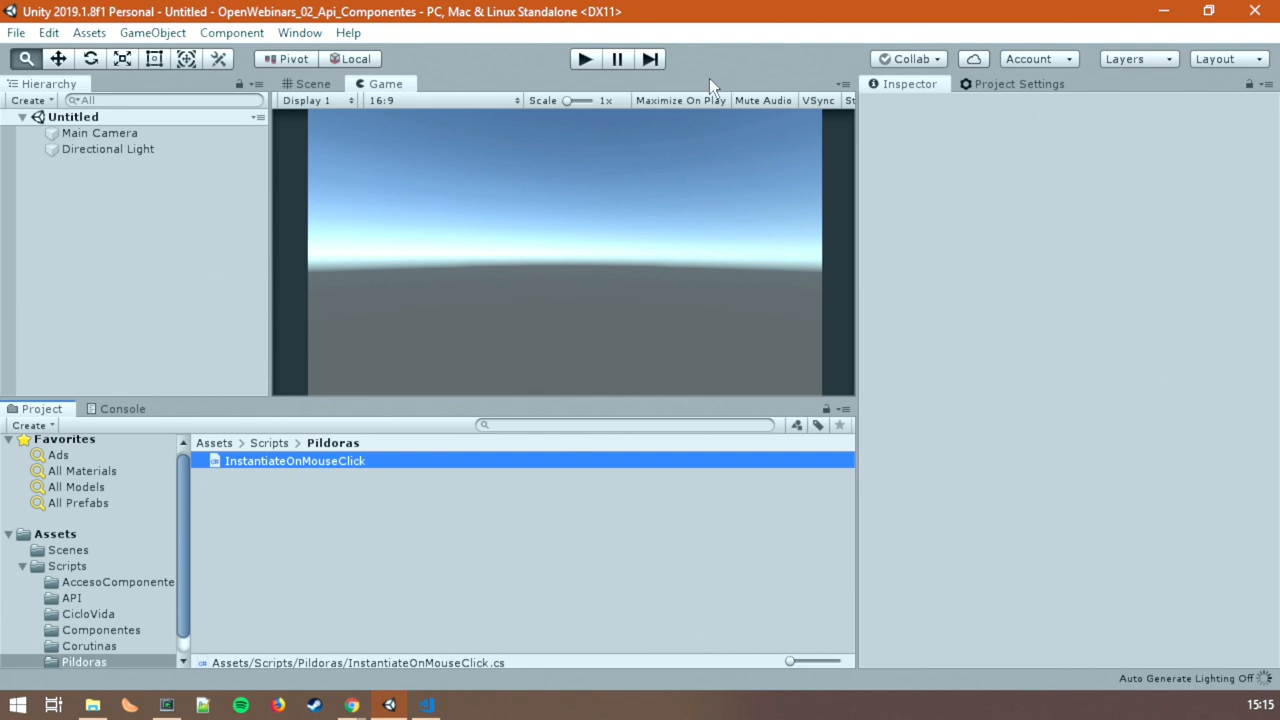 Unity 2019.1.8f1 Personal - Untitled - OpenWebinars_02_Api_Componentes - PC, Mac & Linux Standalone <DX11>
File Edit Assets GameObject Component Window Help
Pivot Local Collab Account Layers Layout
Hierarchy Scene Game Inspector Project Settings
Create All Display 1 16:9 Scale 1x Maximize On Play Mute Audio VSync St
Untitled
Main Camera
Directional Light
Project Console
Create
Favorites
Ads
All Materials
All Models
All Prefabs
Assets
Scenes
Scripts
AccesoComponente
API
CicloVida
Componentes
Corutinas
Pildoras
Assets > Scripts > Pildoras
InstantiateOnMouseClick
Assets/Scripts/Pildoras/InstantiateOnMouseClick.cs
Auto Generate Lighting Off
15:15